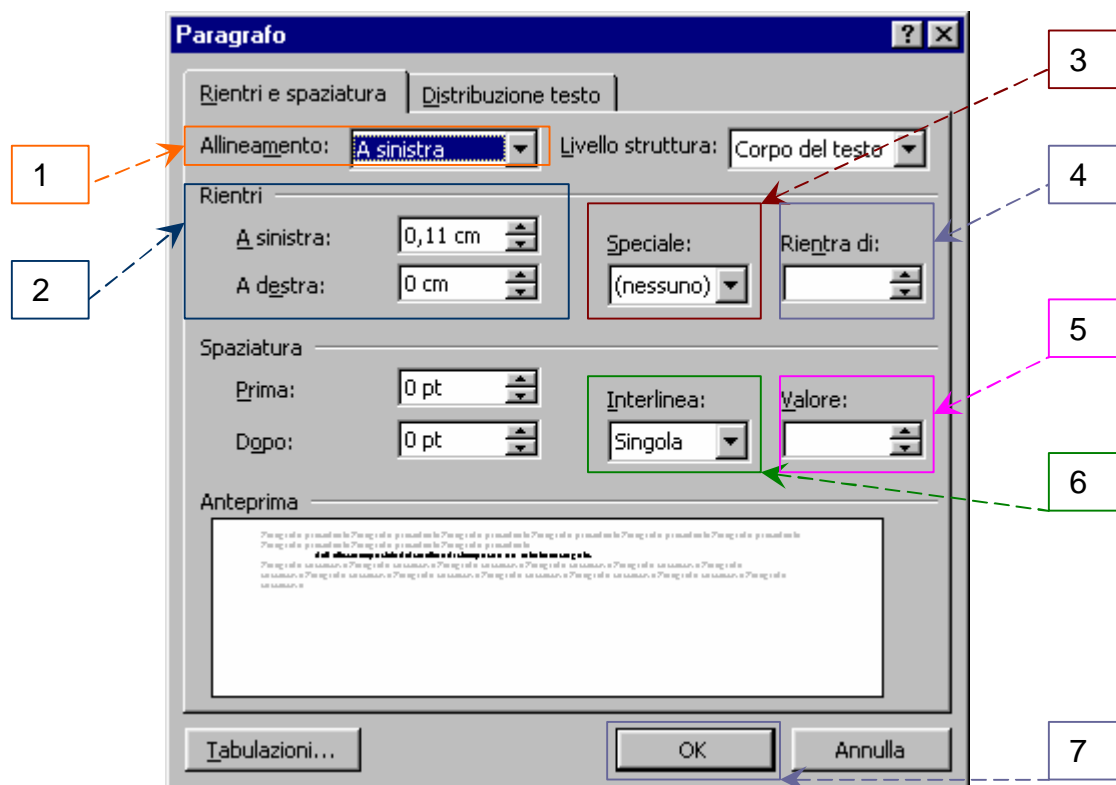 Paragrafo
3
Rientri e spaziatura Distribuzione testo
1
Allineamento: A sinistra Livello struttura: Corpo del testo
4
Rientri
2
A sinistra: 0,11 cm Speciale: Rientra di:
A destra: 0 cm (nessuno)
5
Spaziatura
Prima: 0 pt Interlinea: Valore:
Dopo: 0 pt Singola
6
Anteprima
Tabulazioni... OK Annulla
7